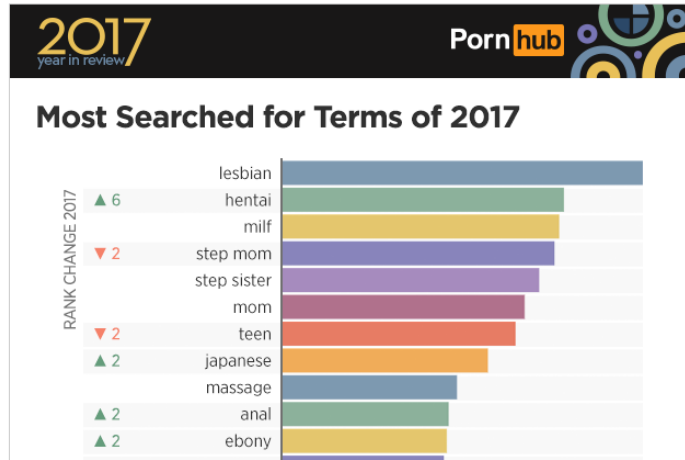 2017
year in review
Pornhub
Most Searched for Terms of 2017
RANK CHANGE 2017
lesbian
▲ 6 hentai
milf
▼ 2 step mom
step sister
mom
▼ 2 teen
▲ 2 japanese
massage
▲ 2 anal
▲ 2 ebony